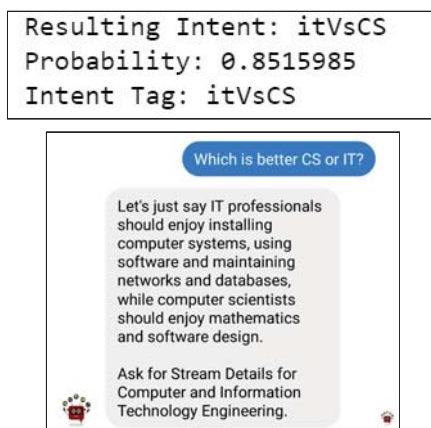 Resulting Intent: itVsCS
Probability: 0.8515985
Intent Tag: itVsCS
Which is better CS or IT?
Let's just say IT professionals
should enjoy installing
computer systems, using
software and maintaining
networks and databases,
while computer scientists
should enjoy mathematics
and software design.
Ask for Stream Details for
Computer and Information
Technology Engineering.